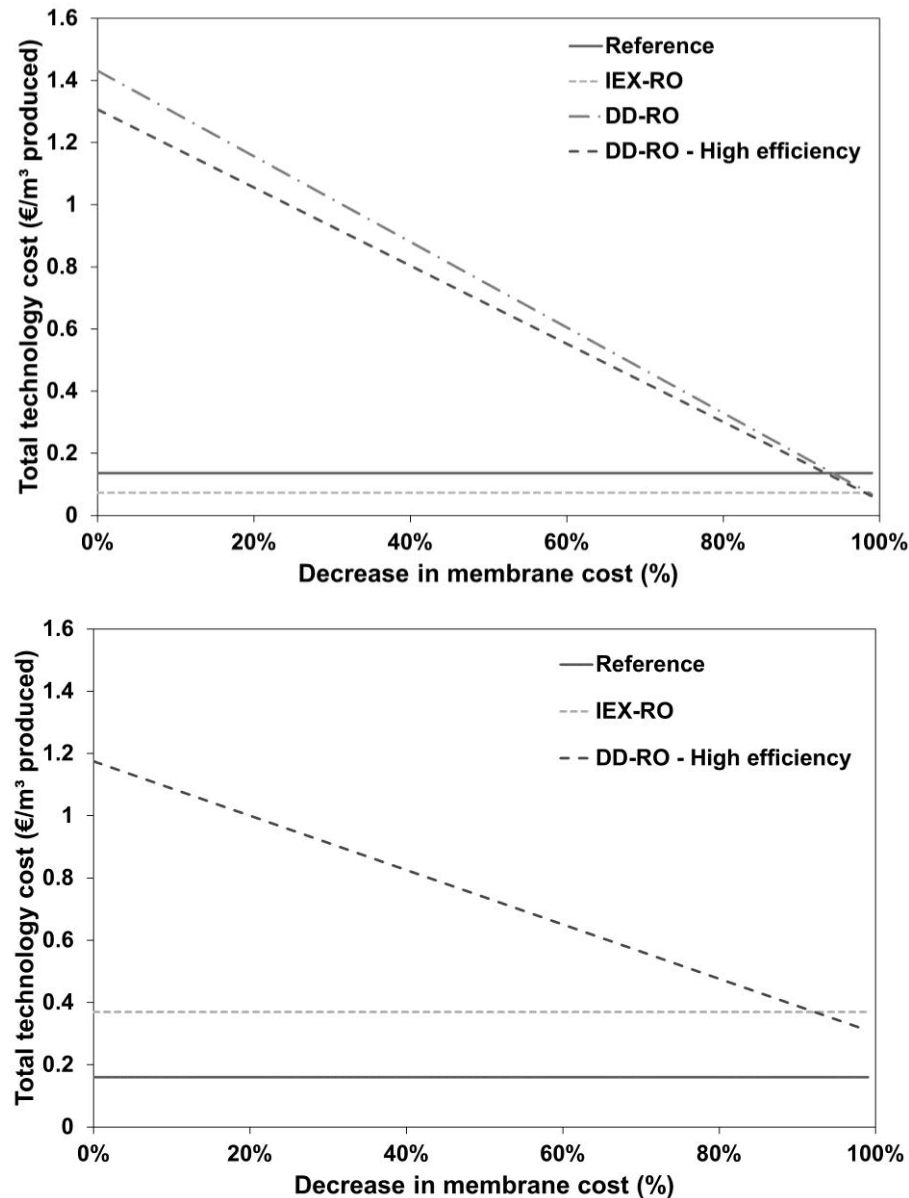 Total technology cost (€/m³ produced)
1.6
1.4
1.2
1
0.8
0.6
0.4
0.2
0
Reference
IEX-RO
DD-RO
DD-RO - High efficiency
0% 20% 40% 60% 80% 100%
Decrease in membrane cost (%)
Total technology cost (€/m³ produced)
1.6
1.4
1.2
1
0.8
0.6
0.4
0.2
0
Reference
IEX-RO
DD-RO - High efficiency
0% 20% 40% 60% 80% 100%
Decrease in membrane cost (%)